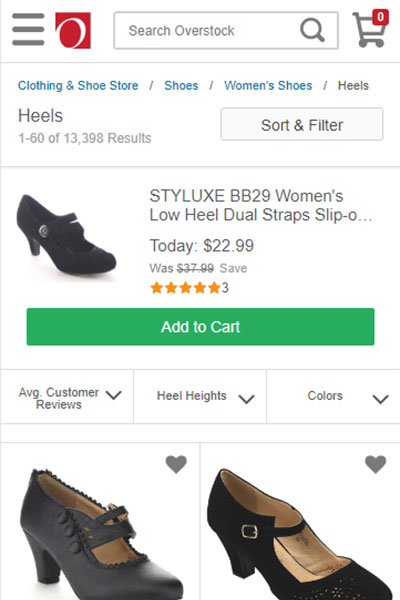 Search Overstock
0
Clothing & Shoe Store / Shoes / Women's Shoes / Heels
Heels
1-60 of 13,398 Results
Sort & Filter
STYLUXE BB29 Women's
Low Heel Dual Straps Slip-o...
Today: $22.99
Was $37.99 Save
3
Add to Cart
Avg. Customer
Reviews
Heel Heights
Colors